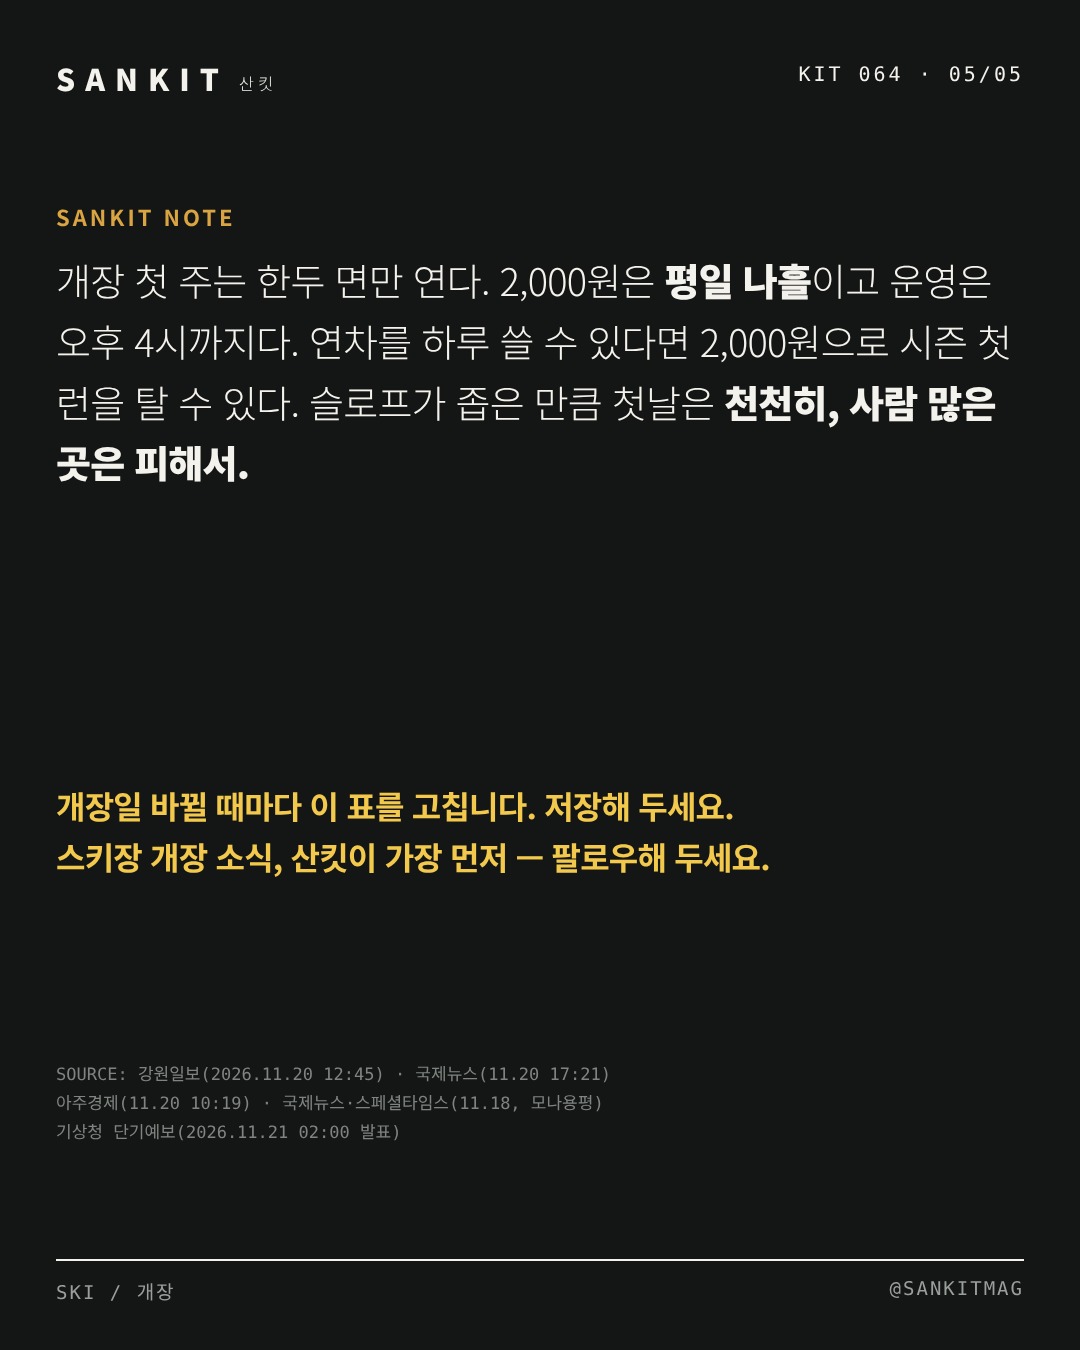 SANKIT 산킷
KIT 064 · 05/05
SANKIT NOTE
개장 첫 주는 한두 면만 연다. 2,000원은 평일 나흘이고 운영은
오후 4시까지다. 연차를 하루 쓸 수 있다면 2,000원으로 시즌 첫
런을 탈 수 있다. 슬로프가 좁은 만큼 첫날은 천천히, 사람 많은
곳은 피해서.
개장일 바뀔 때마다 이 표를 고칩니다. 저장해 두세요.
스키장 개장 소식, 산킷이 가장 먼저 — 팔로우해 두세요.
SOURCE: 강원일보(2026.11.20 12:45) · 국제뉴스(11.20 17:21)
아주경제(11.20 10:19) · 국제뉴스·스페셜타임스(11.18, 모나용평)
기상청 단기예보(2026.11.21 02:00 발표)
SKI / 개장
@SANKITMAG